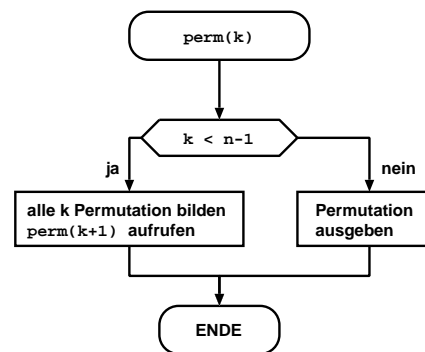 perm(k)
k < n-1
ja
nein
alle k Permutation bilden
perm(k+1) aufrufen
Permutation
ausgeben
ENDE